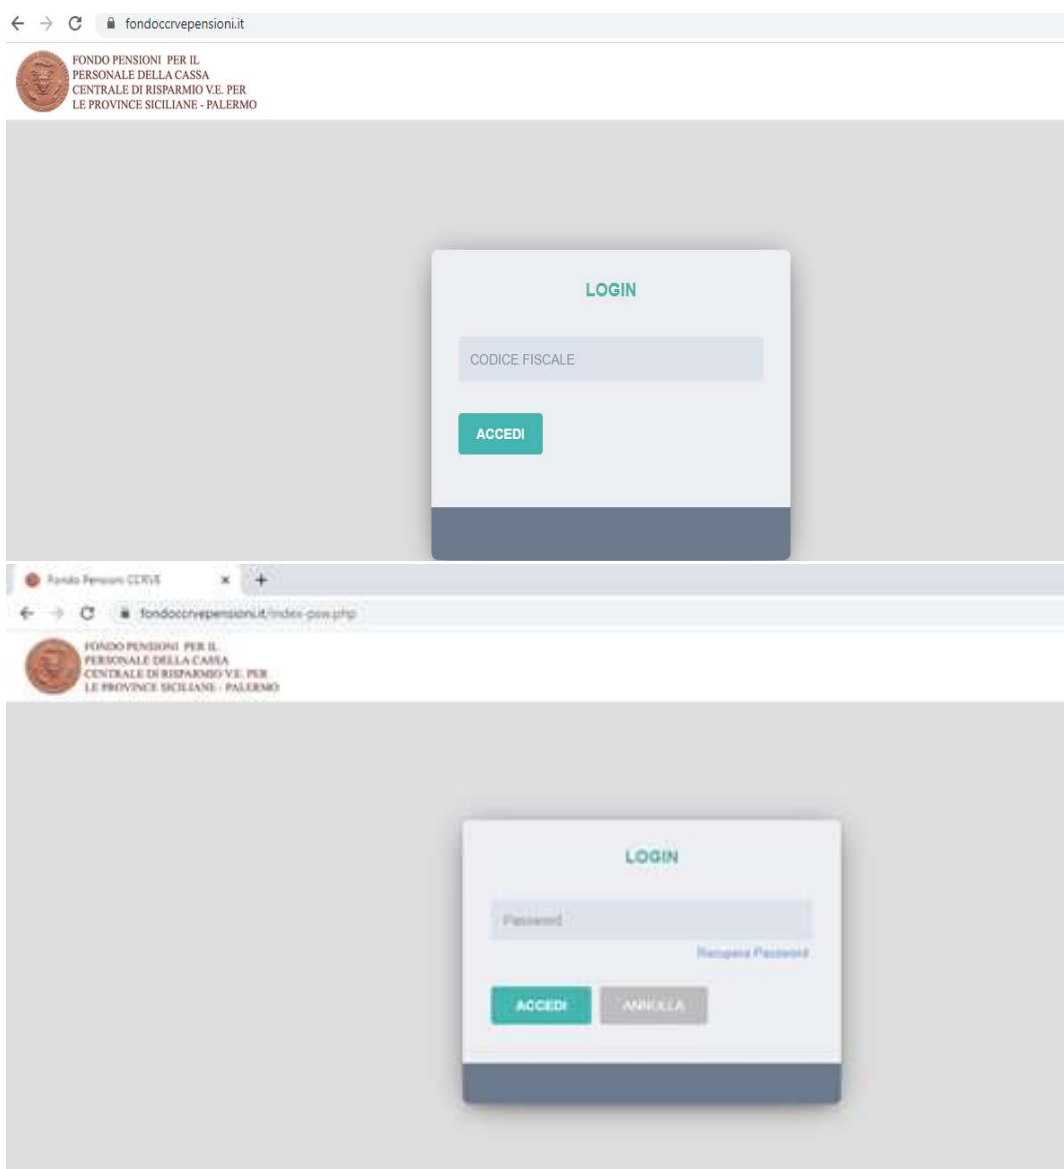 fondoccrvepensioni.it
FONDO PENSIONI PER IL
PERSONALE DELLA CASSA
CENTRALE DI RISPARMIO V.E. PER
LE PROVINCE SICILIANE - PALERMO
LOGIN
CODICE FISCALE
ACCEDI
Fondo Pensioni CCRVE
fondoccrvepensioni.it/index-psw.php
FONDO PENSIONI PER IL
PERSONALE DELLA CASSA
CENTRALE DI RISPARMIO V.E. PER
LE PROVINCE SICILIANE - PALERMO
LOGIN
Password
Recupera Password
ACCEDI ANNULLA